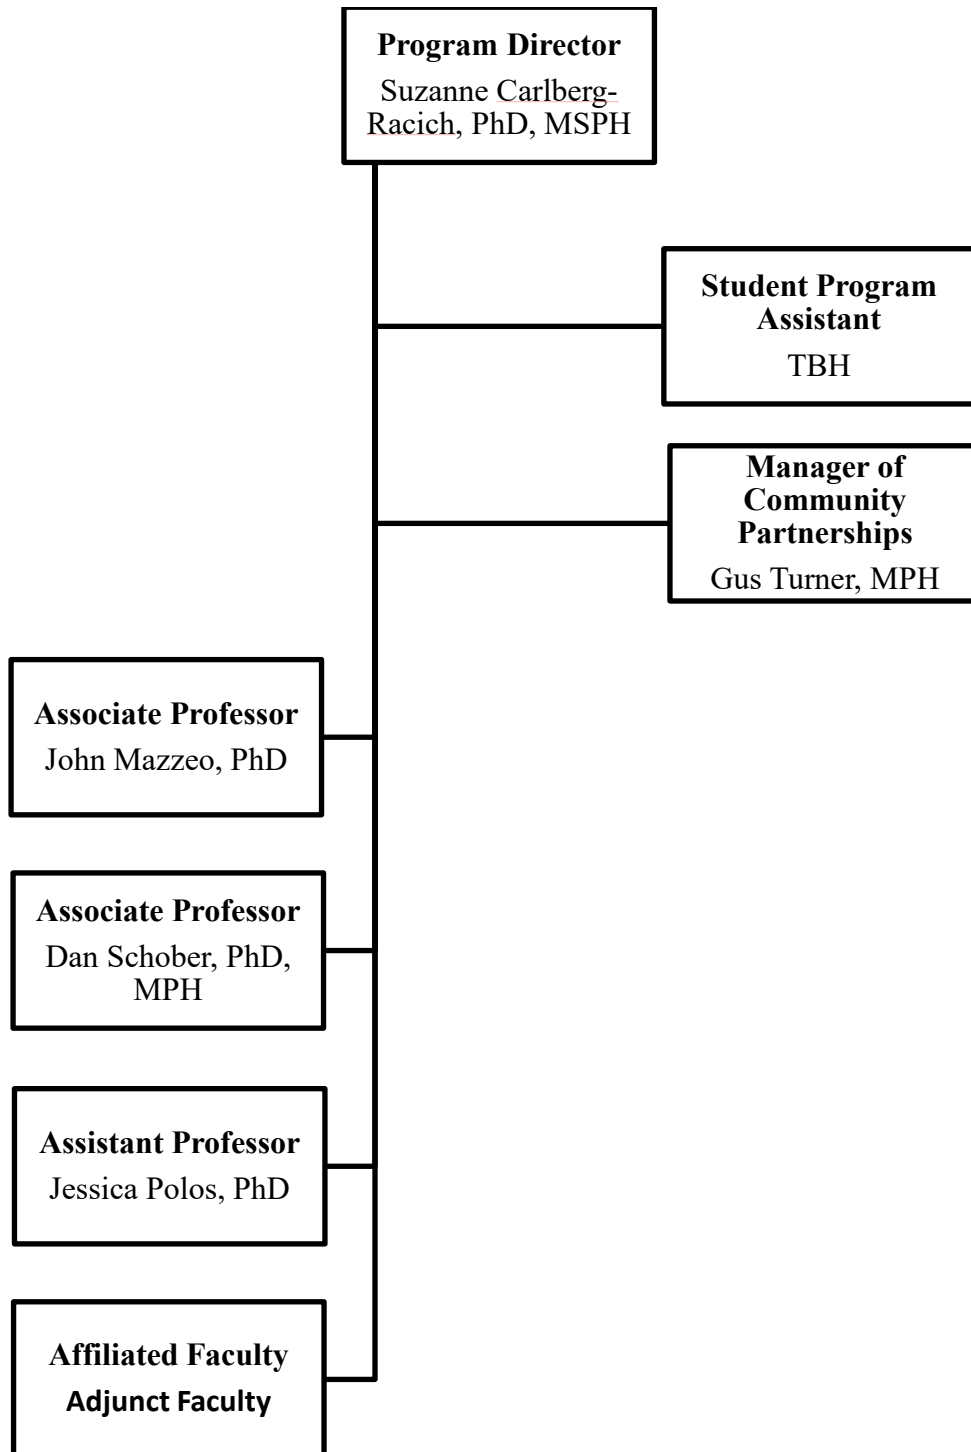 Program Director
Suzanne Carlberg-
Racich, PhD, MSPH
Student Program
Assistant
TBH
Manager of
Community
Partnerships
Gus Turner, MPH
Associate Professor
John Mazzeo, PhD
Associate Professor
Dan Schober, PhD,
MPH
Assistant Professor
Jessica Polos, PhD
Affiliated Faculty
Adjunct Faculty